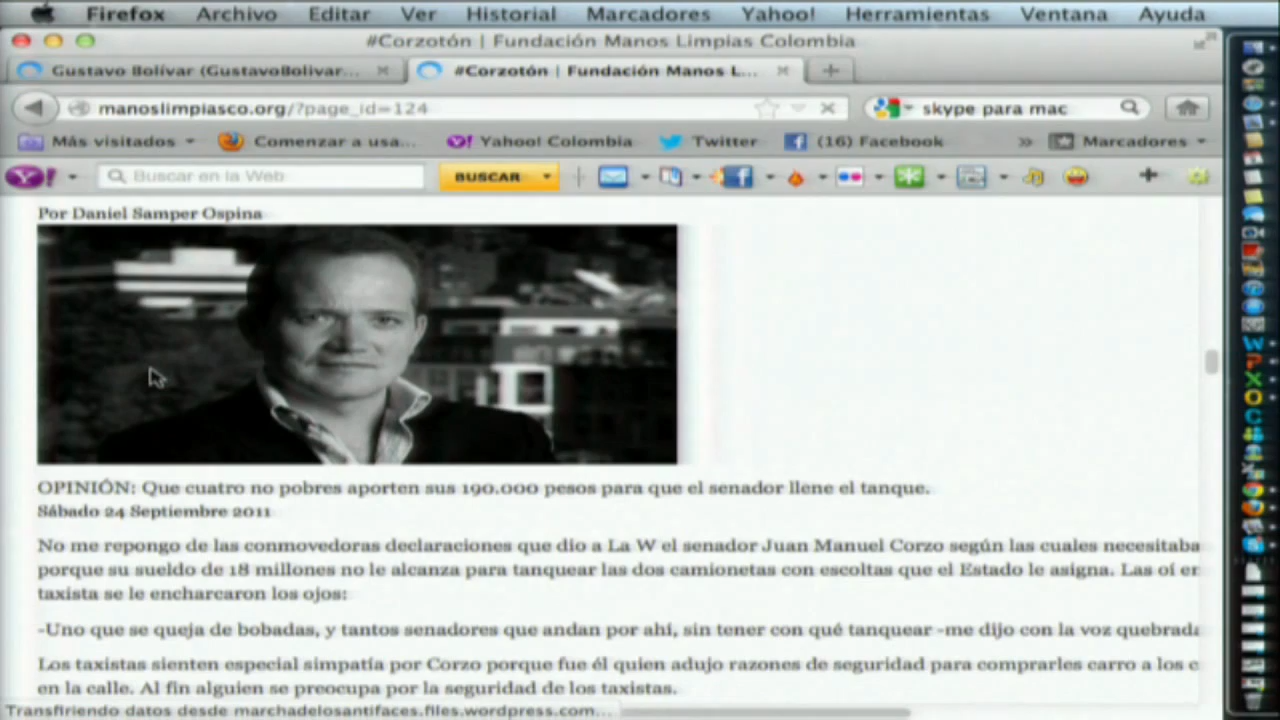 Firefox Archivo Editar Ver Historial Marcadores Yahoo! Herramientas Ventana Ayuda
#Corzotón | Fundación Manos Limpias Colombia
Gustavo Bolívar (GustavoBolivar... #Corzotón | Fundación Manos L...
manoslimpiasco.org/?page_id=124 skype para mac
Más visitados Comenzar a usa... Yahoo! Colombia Twitter (16) Facebook » Marcadores
Y! Buscar en la Web BUSCAR
Por Daniel Samper Ospina
OPINIÓN: Que cuatro no pobres aporten sus 190.000 pesos para que el senador llene el tanque.
Sábado 24 Septiembre 2011
No me repongo de las conmovedoras declaraciones que dio a La W el senador Juan Manuel Corzo según las cuales necesitaba
porque su sueldo de 18 millones no le alcanza para tanquear las dos camionetas con escoltas que el Estado le asigna. Las oí en
taxista se le encharcaron los ojos:
-Uno que se queja de bobadas, y tantos senadores que andan por ahí, sin tener con qué tanquear -me dijo con la voz quebrada
Los taxistas sienten especial simpatía por Corzo porque fue él quien adujo razones de seguridad para comprarles carro a los c
en la calle. Al fin alguien se preocupa por la seguridad de los taxistas.
Transfiriendo datos desde marchadelosantifaces.files.wordpress.com...